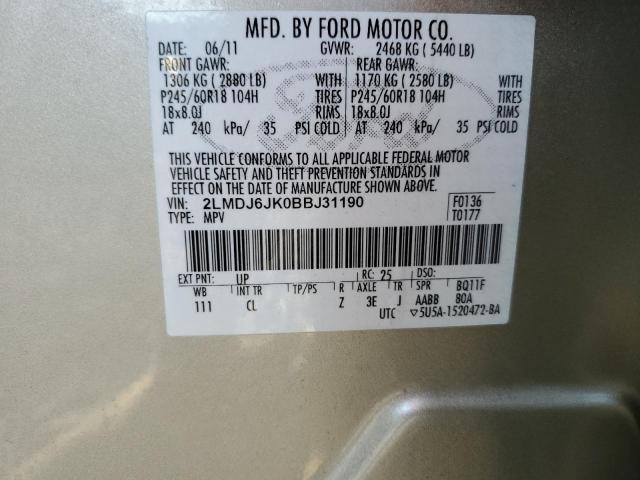 MFD. BY FORD MOTOR CO.
DATE: 06/11 GVWR: 2468 KG ( 5440 LB)
FRONT GAWR: REAR GAWR:
1306 KG ( 2880 LB) WITH 1170 KG ( 2580 LB) WITH
P245/60R18 104H TIRES P245/60R18 104H TIRES
18x8.0J RIMS 18x8.0J RIMS
AT 240 kPa/ 35 PSI COLD AT 240 kPa/ 35 PSI COLD
THIS VEHICLE CONFORMS TO ALL APPLICABLE FEDERAL MOTOR
VEHICLE SAFETY AND THEFT PREVENTION STANDARDS IN
EFFECT ON THE DATE OF MANUFACTURE SHOWN ABOVE.
VIN: 2LMDJ6JK0BBJ31190 F0136
TYPE: MPV T0177
EXT PNT: UP RC: 25 DSO:
WB INT TR TP/PS R AXLE TR SPR BQ11F
111 CL Z 3E J AABB 80A
UTC ▽5U5A-1520472-BA